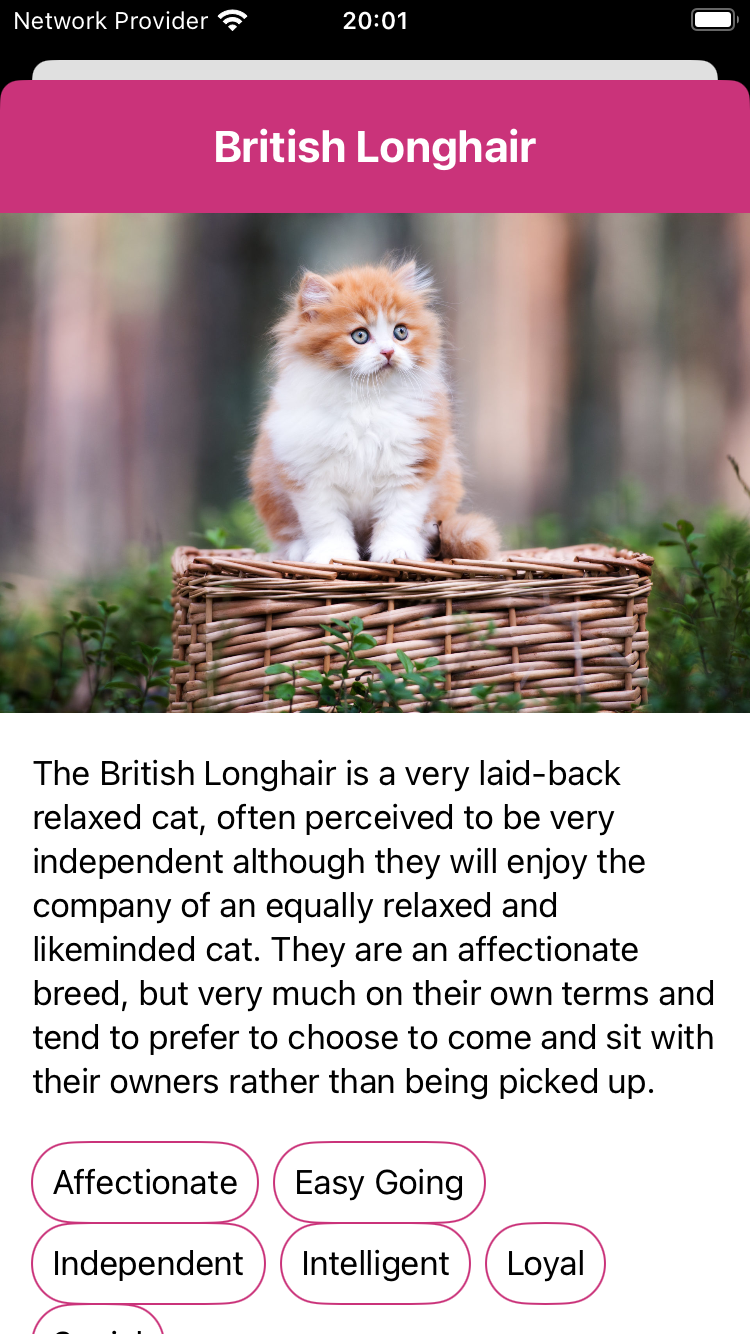 Network Provider 20:01
British Longhair
The British Longhair is a very laid-back
relaxed cat, often perceived to be very
independent although they will enjoy the
company of an equally relaxed and
likeminded cat. They are an affectionate
breed, but very much on their own terms and
tend to prefer to choose to come and sit with
their owners rather than being picked up.
Affectionate Easy Going
Independent Intelligent Loyal